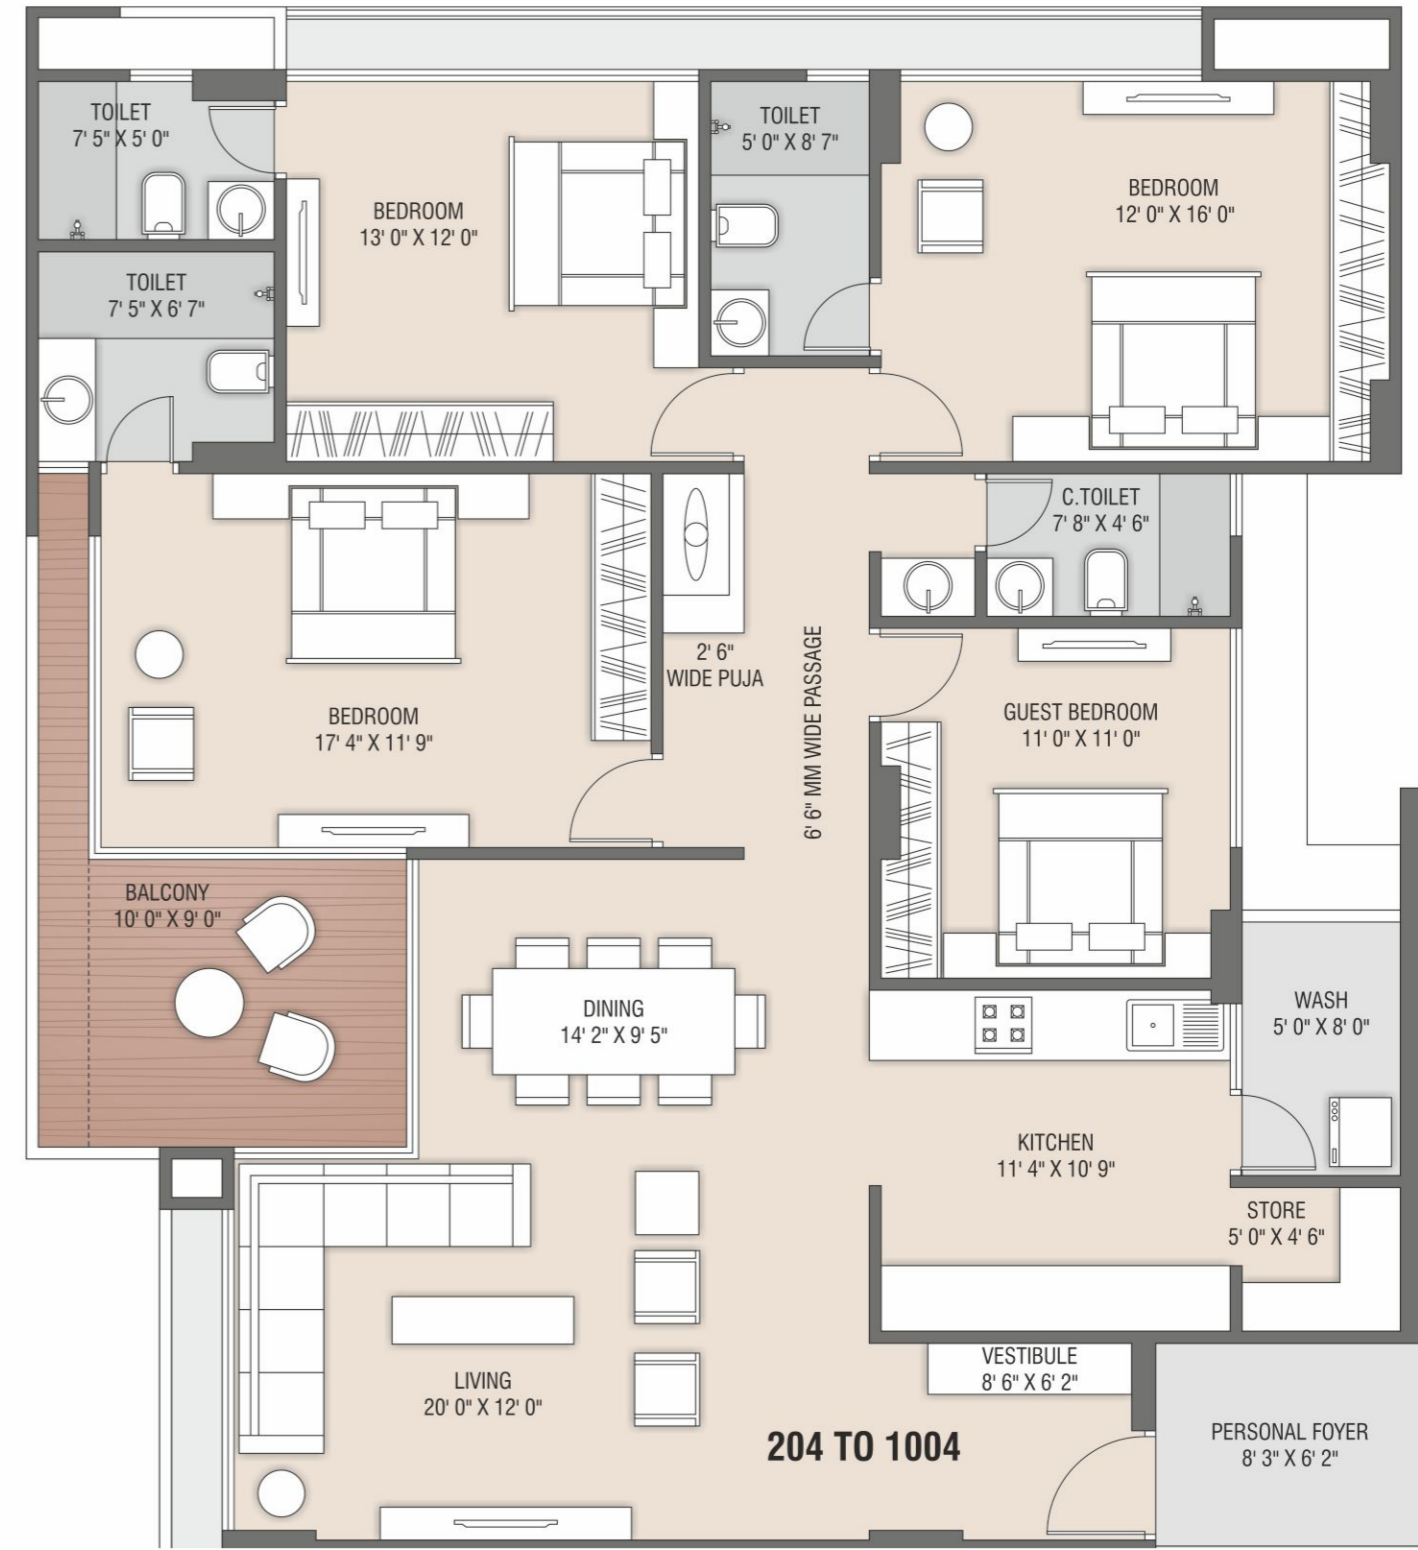 TOILET
7' 5" X 5' 0"
BEDROOM
13' 0" X 12' 0"
TOILET
5' 0" X 8' 7"
BEDROOM
12' 0" X 16' 0"
TOILET
7' 5" X 6' 7"
C.TOILET
7' 8" X 4' 6"
2' 6"
WIDE PUJA
6' 6" MM WIDE PASSAGE
BEDROOM
17' 4" X 11' 9"
GUEST BEDROOM
11' 0" X 11' 0"
BALCONY
10' 0" X 9' 0"
DINING
14' 2" X 9' 5"
WASH
5' 0" X 8' 0"
KITCHEN
11' 4" X 10' 9"
STORE
5' 0" X 4' 6"
LIVING
20' 0" X 12' 0"
VESTIBULE
8' 6" X 6' 2"
204 TO 1004
PERSONAL FOYER
8' 3" X 6' 2"